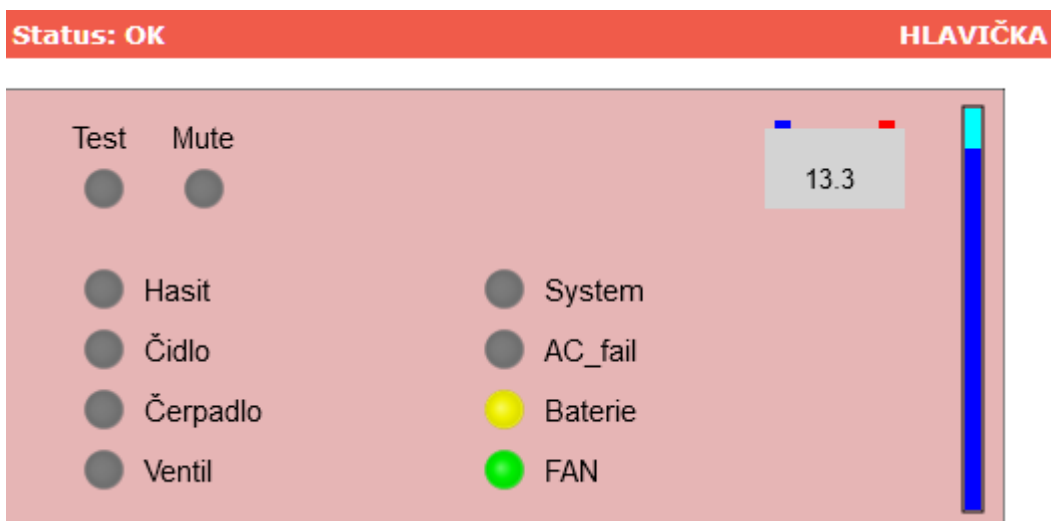 Status: OK HLAVIČKA
Test Mute
13.3
Hasit System
Čidlo AC_fail
Čerpadlo Baterie
Ventil FAN